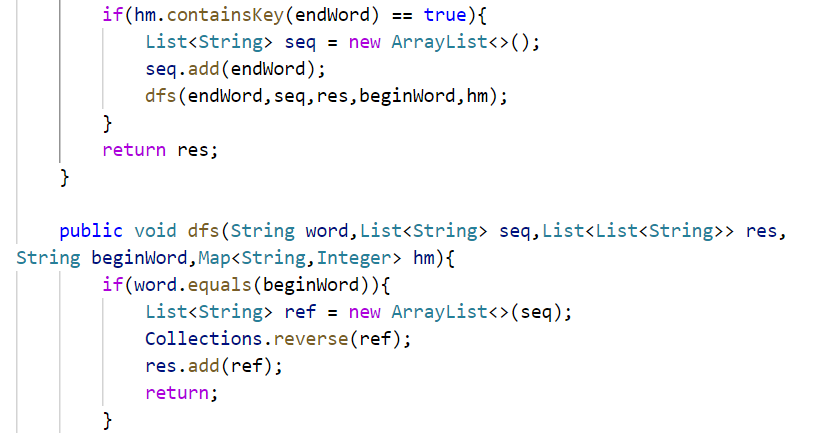 if(hm.containsKey(endWord) == true){
List<String> seq = new ArrayList<>();
seq.add(endWord);
dfs(endWord,seq,res,beginWord,hm);
}
return res;
}
public void dfs(String word,List<String> seq,List<List<String>> res,
String beginWord,Map<String,Integer> hm){
if(word.equals(beginWord)){
List<String> ref = new ArrayList<>(seq);
Collections.reverse(ref);
res.add(ref);
return;
}